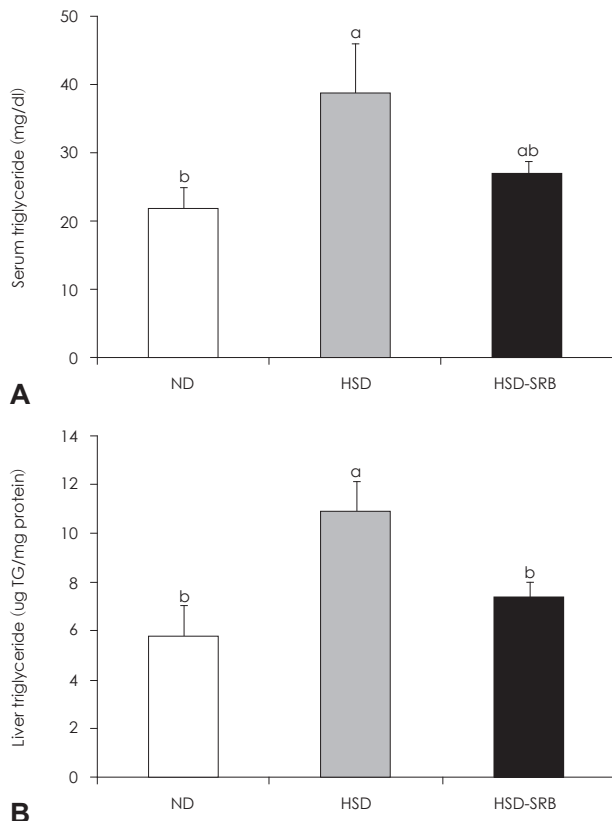 50
40
30
20
10
0
Serum triglyceride (mg/dl)
b
a
ab
ND HSD HSD-SRB
A
14
12
10
8
6
4
2
0
Liver triglyceride (ug TG/mg protein)
b
a
b
ND HSD HSD-SRB
B